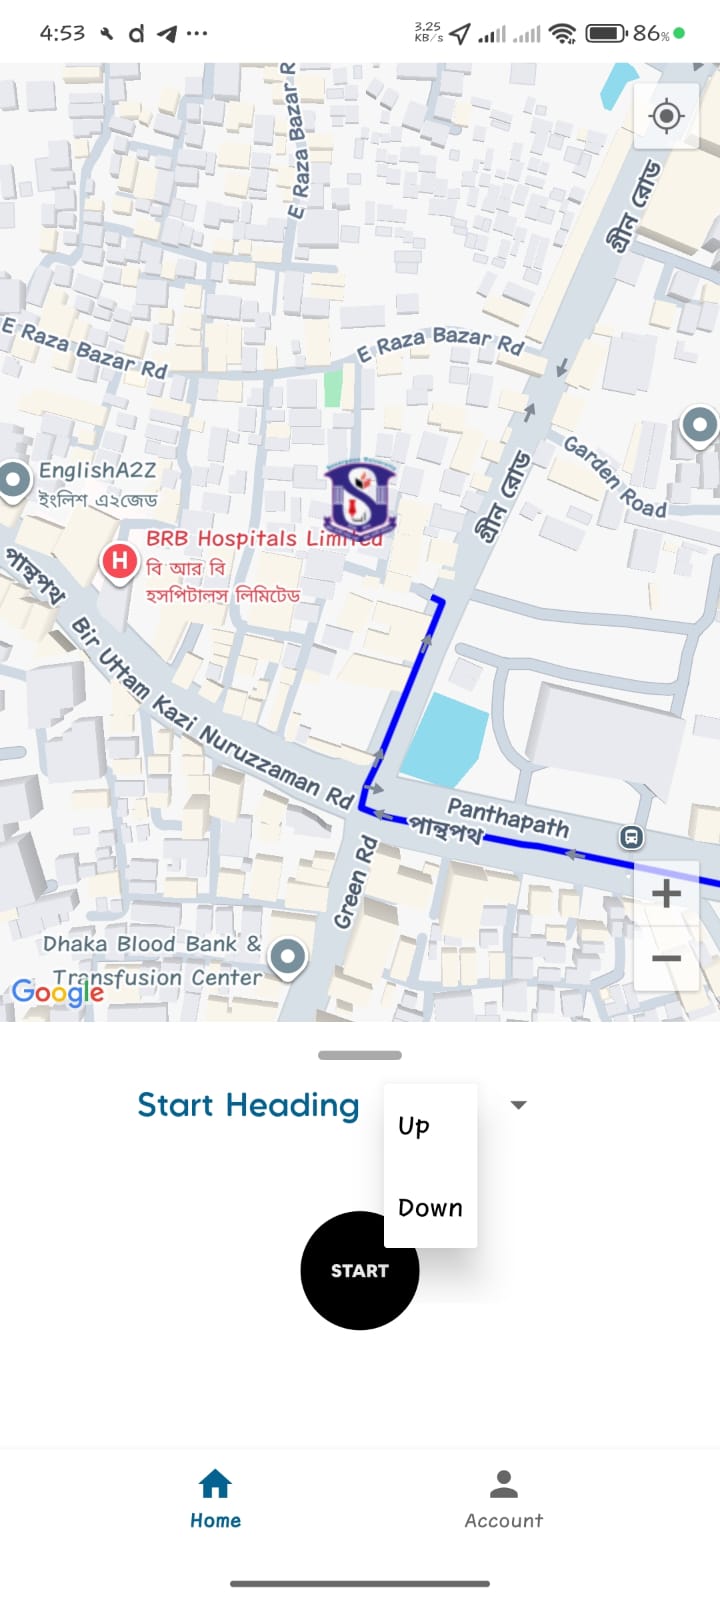 4:53
3.25
KB/s
86%
E Raza Bazar R
গ্রীন রোড
E Raza Bazar Rd
E Raza Bazar Rd
Garden Road
গ্রীন রোড
EnglishA2Z
ইংলিশ এ২জেড
BRB Hospitals Limited
বি আর বি
হসপিটালস লিমিটেড
পান্থপথ
Bir Uttam Kazi Nuruzzaman Rd
Panthapath
পান্থপথ
Green Rd
Dhaka Blood Bank &
Transfusion Center
Google
Start Heading
Up
Down
START
Home
Account